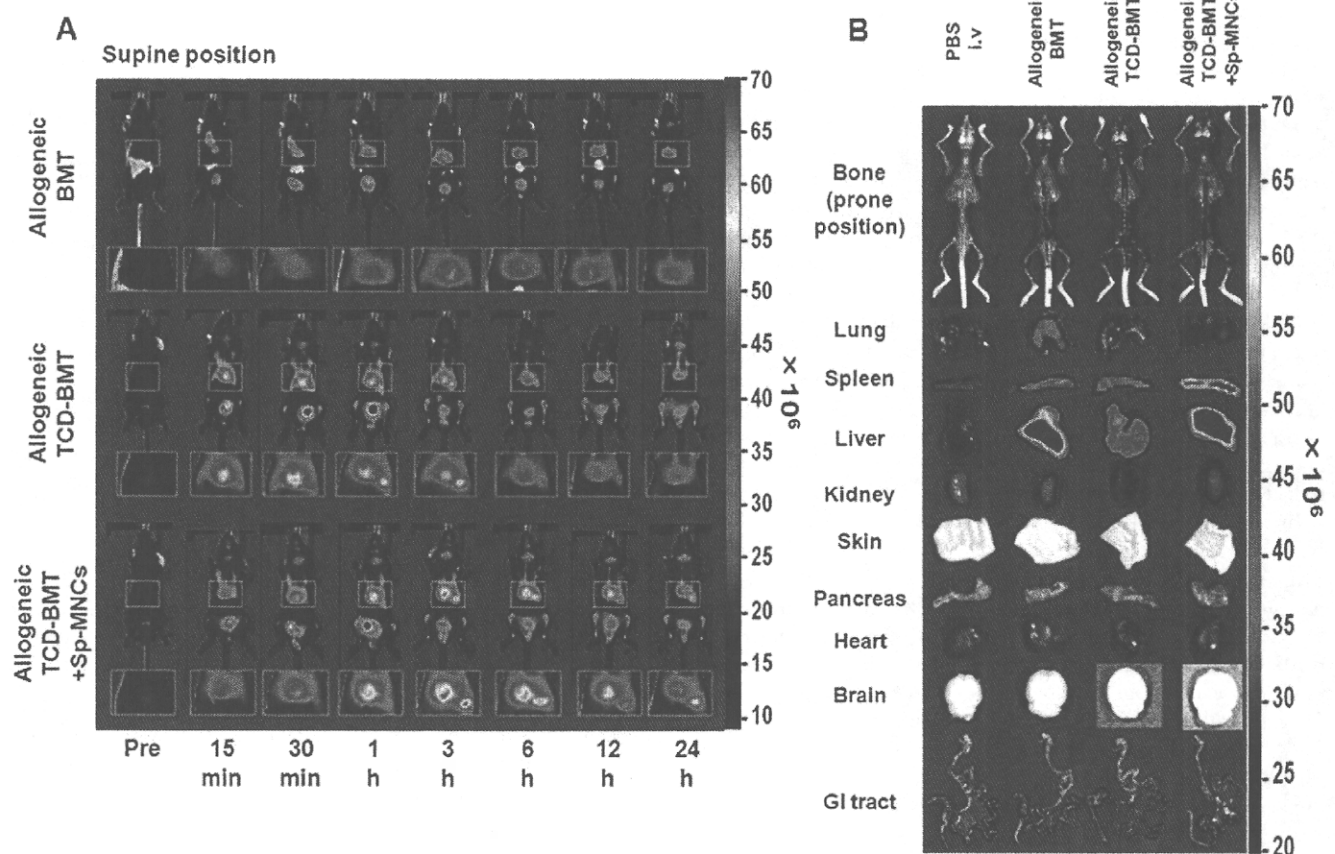 A
Supine position
Allogeneic
BMT
Allogeneic
TCD-BMT
Allogeneic
TCD-BMT
+Sp-MNCs
70
65
60
55
50
45
40
35
30
25
20
15
10
× 10⁶
Pre
15
min
30
min
1
h
3
h
6
h
12
h
24
h
B
PBS
i.v
Allogenei
BMT
Allogenei
TCD-BMT
Allogenei
TCD-BMT
+Sp-MNC
Bone
(prone
position)
Lung
Spleen
Liver
Kidney
Skin
Pancreas
Heart
Brain
GI tract
70
65
60
55
50
45
40
35
30
25
20
× 10⁶